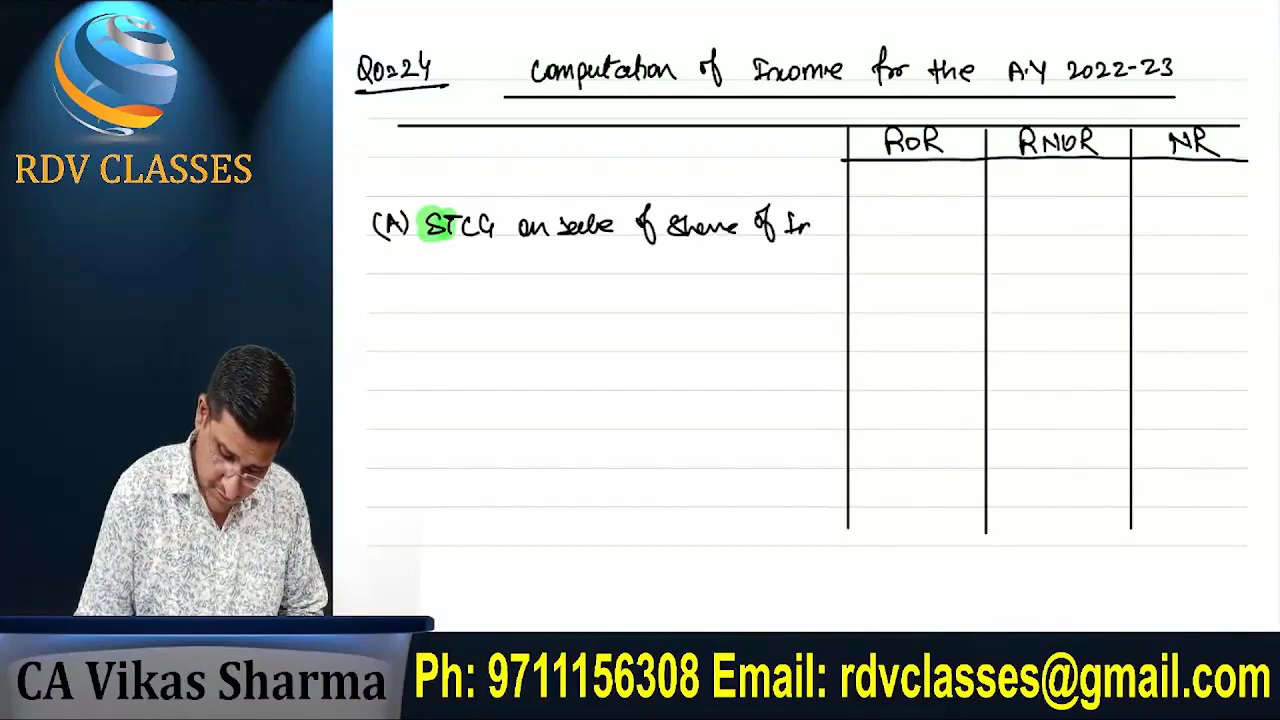 RDV CLASSES
Qo=24 Computation of Income for the A.Y 2022-23
ROR RNOR NR
(A) STCG on sale of Share of In
CA Vikas Sharma
Ph: 9711156308 Email: rdvclasses@gmail.com